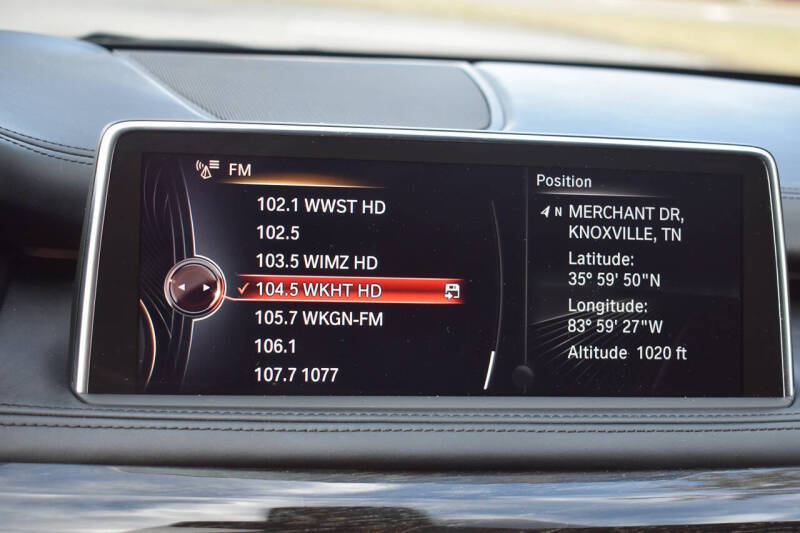 FM
102.1 WWST HD
102.5
103.5 WIMZ HD
104.5 WKHT HD
105.7 WKGN-FM
106.1
107.7 1077
Position
N MERCHANT DR,
KNOXVILLE, TN
Latitude:
35° 59' 50"N
Longitude:
83° 59' 27"W
Altitude 1020 ft